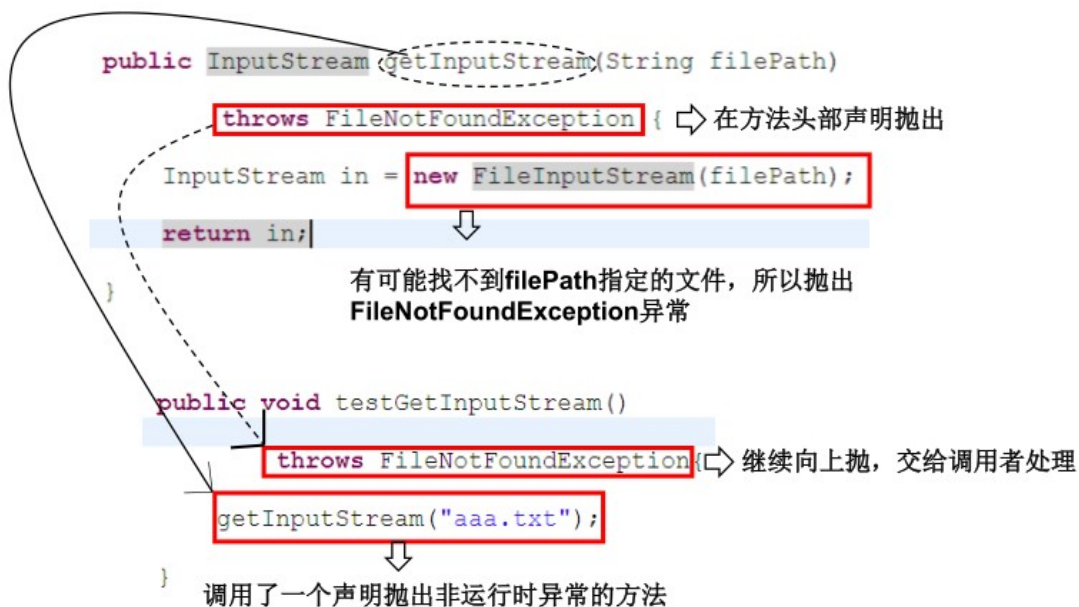 public InputStream getInputStream(String filePath)
throws FileNotFoundException {
在方法头部声明抛出
InputStream in = new FileInputStream(filePath);
return in;
有可能找不到filePath指定的文件，所以抛出
FileNotFoundException异常
}
public void testGetInputStream()
throws FileNotFoundException{
继续向上抛，交给调用者处理
getInputStream("aaa.txt");
}
调用了一个声明抛出非运行时异常的方法